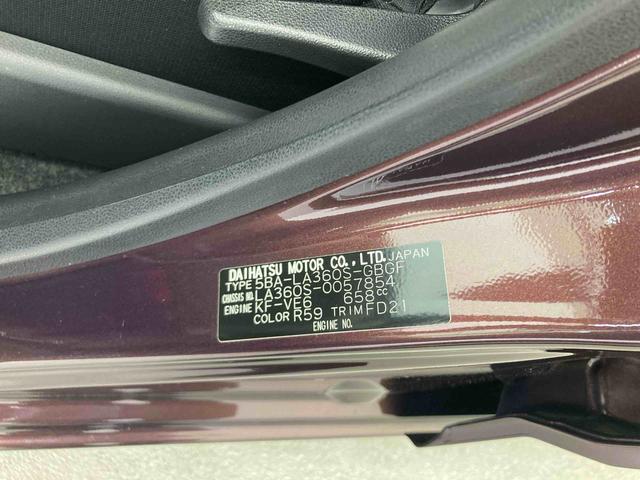 DAIHATSU MOTOR CO., LTD. JAPAN
TYPE 5BA-LA360S-GBGF
CHASSIS NO. LA360S-0057854
ENGINE KF-VE6 658cc
COLOR R59 TRIM FD21
ENGINE NO.